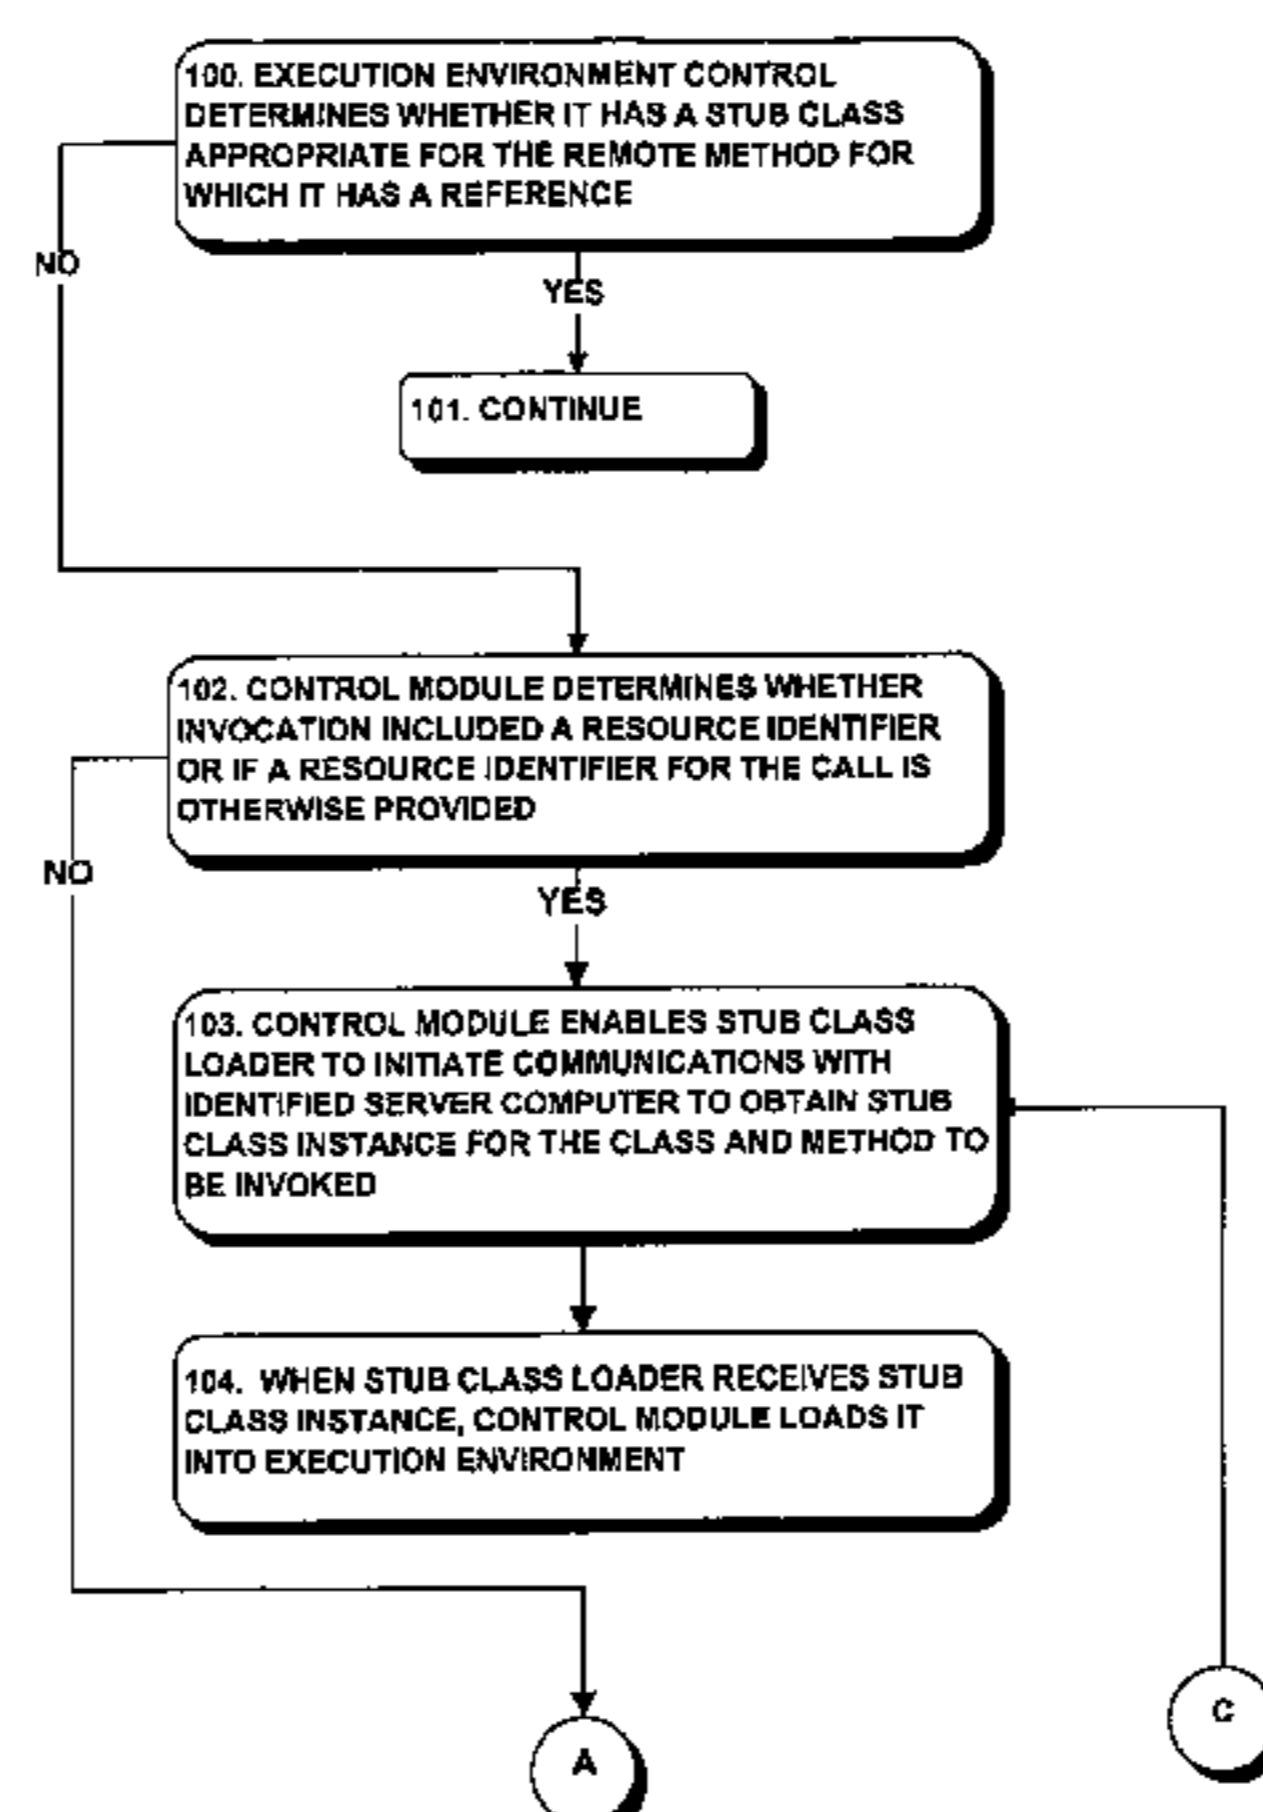 100. EXECUTION ENVIRONMENT CONTROL
DETERMINES WHETHER IT HAS A STUB CLASS
APPROPRIATE FOR THE REMOTE METHOD FOR
WHICH IT HAS A REFERENCE
NO
YES
101. CONTINUE
102. CONTROL MODULE DETERMINES WHETHER
INVOCATION INCLUDED A RESOURCE IDENTIFIER
OR IF A RESOURCE IDENTIFIER FOR THE CALL IS
OTHERWISE PROVIDED
NO
YES
103. CONTROL MODULE ENABLES STUB CLASS
LOADER TO INITIATE COMMUNICATIONS WITH
IDENTIFIED SERVER COMPUTER TO OBTAIN STUB
CLASS INSTANCE FOR THE CLASS AND METHOD TO
BE INVOKED
104. WHEN STUB CLASS LOADER RECEIVES STUB
CLASS INSTANCE, CONTROL MODULE LOADS IT
INTO EXECUTION ENVIRONMENT
C
A